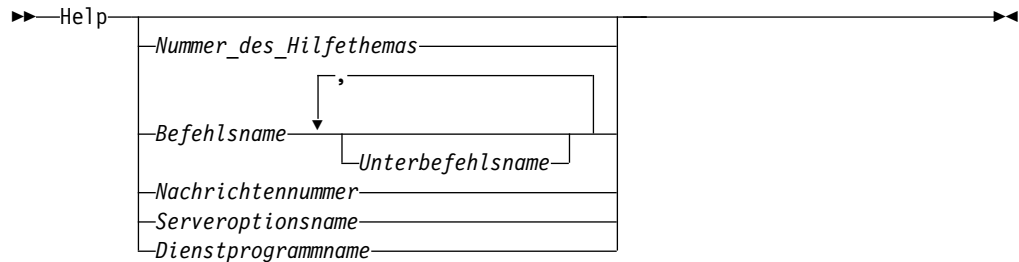 Help
Nummer_des_Hilfethemas
,
Befehlsname
Unterbefehlsname
Nachrichtennummer
Serveroptionsname
Dienstprogrammname